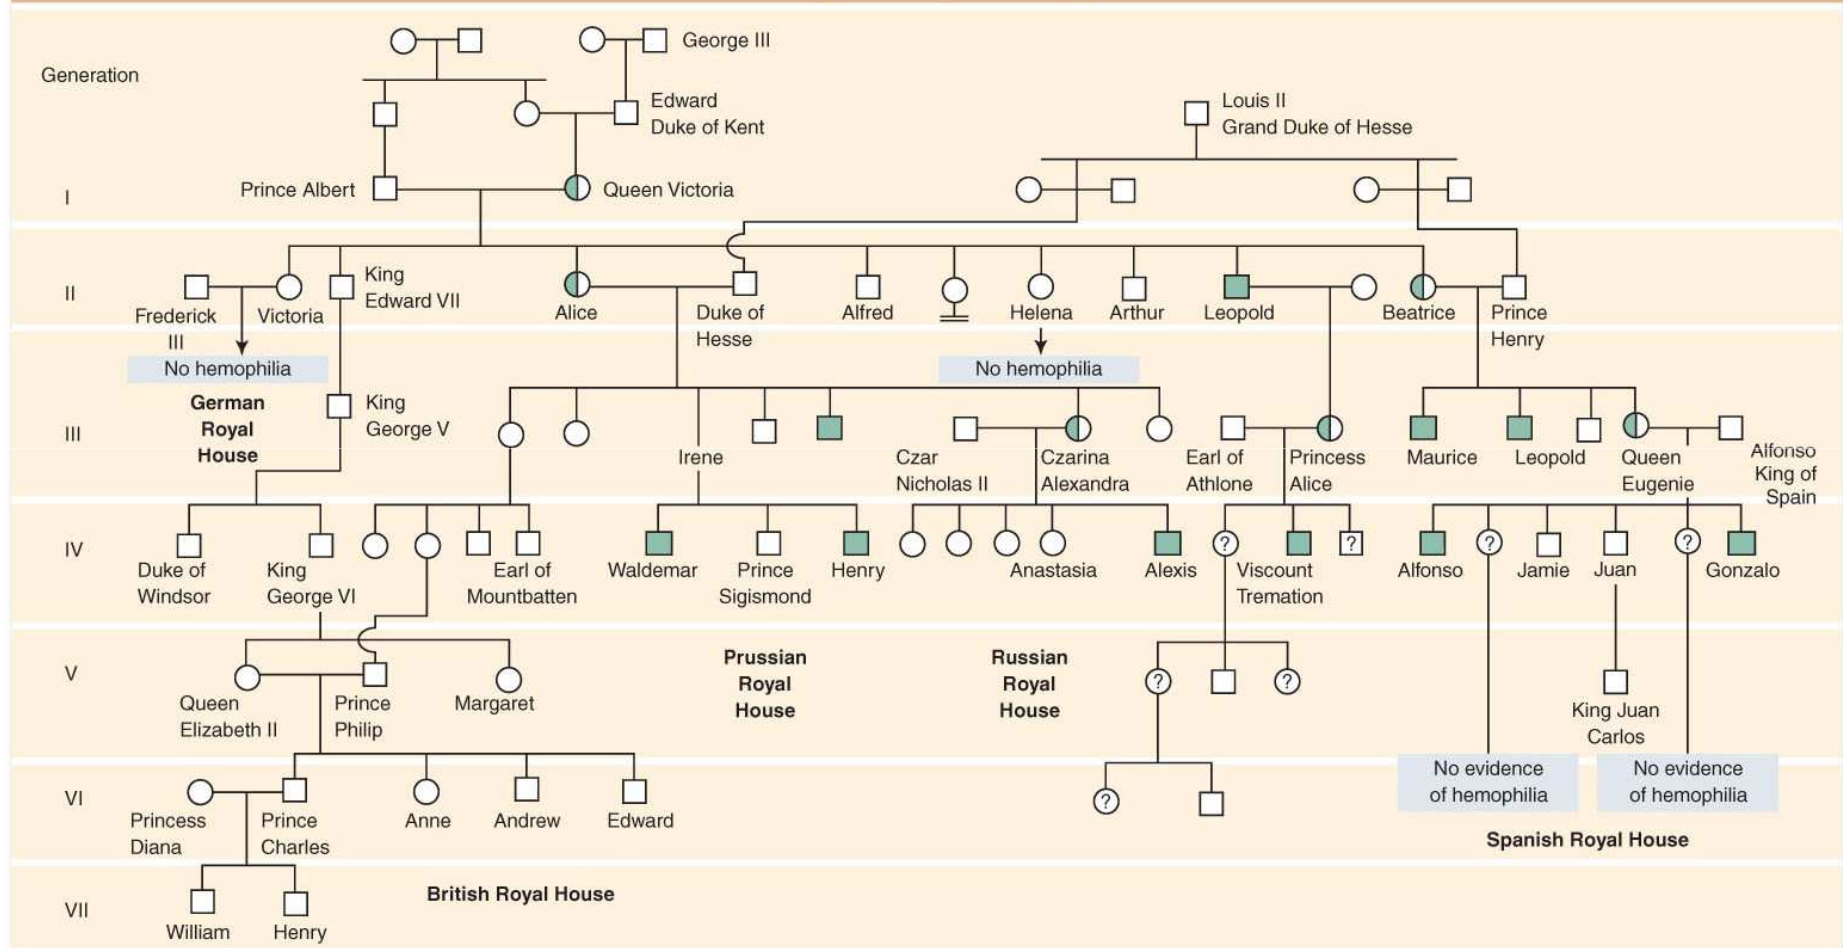 George III
Generation
Edward
Duke of Kent
Louis II
Grand Duke of Hesse
I
Prince Albert
Queen Victoria
II
King
Edward VII
Frederick
III
Victoria
Alice
Duke of
Hesse
Alfred
Helena
Arthur
Leopold
Beatrice
Prince
Henry
No hemophilia
No hemophilia
German
Royal
House
King
George V
III
Irene
Czar
Nicholas II
Czarina
Alexandra
Earl of
Athlone
Princess
Alice
Maurice
Leopold
Queen
Eugenie
Alfonso
King of
Spain
IV
?
?
?
?
Duke of
Windsor
King
George VI
Earl of
Mountbatten
Waldemar
Prince
Sigismond
Henry
Anastasia
Alexis
Viscount
Tremation
Alfonso
Jamie
Juan
Gonzalo
V
Queen
Elizabeth II
Prince
Philip
Margaret
Prussian
Royal
House
Russian
Royal
House
?
?
King Juan
Carlos
No evidence
of hemophilia
No evidence
of hemophilia
VI
?
Princess
Diana
Prince
Charles
Anne
Andrew
Edward
Spanish Royal House
VII
British Royal House
William
Henry